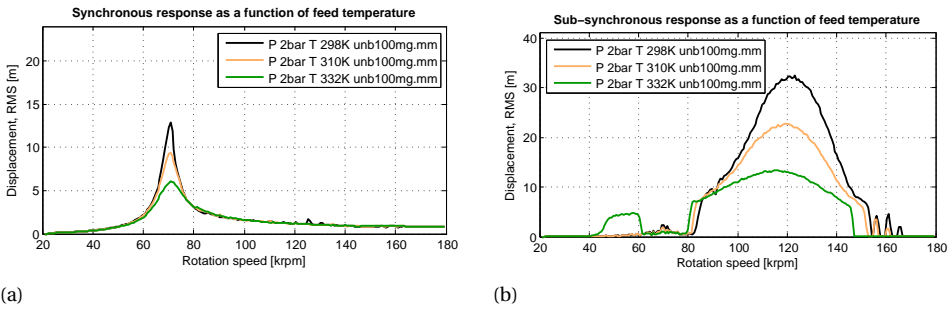 Synchronous response as a function of feed temperature
20
15
10
5
0
20 40 60 80 100 120 140 160 180
Displacement, RMS [m]
Rotation speed [krpm]
P 2bar T 298K unb100mg.mm
P 2bar T 310K unb100mg.mm
P 2bar T 332K unb100mg.mm
(a)
Sub−synchronous response as a function of feed temperature
40
30
20
10
0
20 40 60 80 100 120 140 160 180
Displacement, RMS [m]
Rotation speed [krpm]
P 2bar T 298K unb100mg.mm
P 2bar T 310K unb100mg.mm
P 2bar T 332K unb100mg.mm
(b)